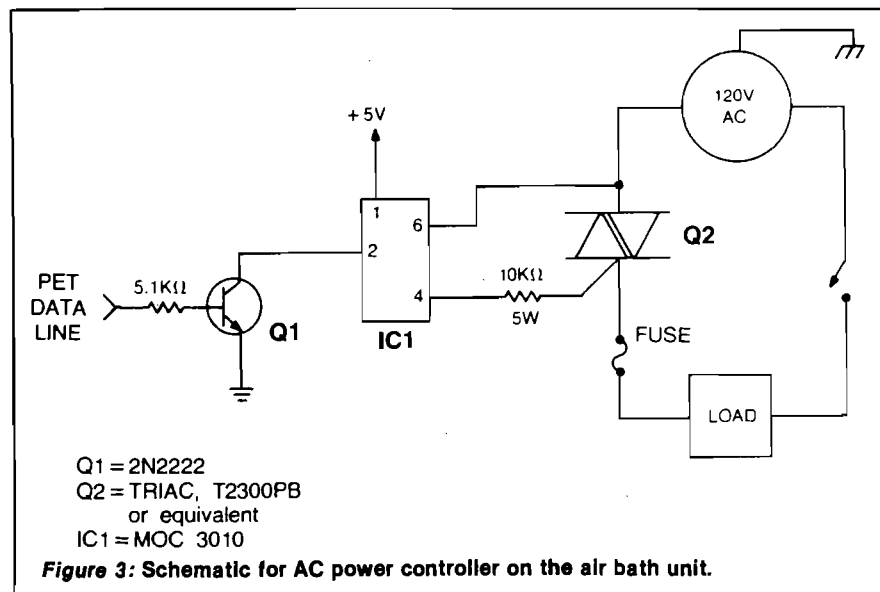 120V
AC
+5V
1
6
2
4
Q2
PET
DATA
LINE
5.1KΩ
Q1
IC1
10KΩ
5W
FUSE
LOAD
Q1 = 2N2222
Q2 = TRIAC, T2300PB
or equivalent
IC1 = MOC 3010
Figure 3: Schematic for AC power controller on the air bath unit.